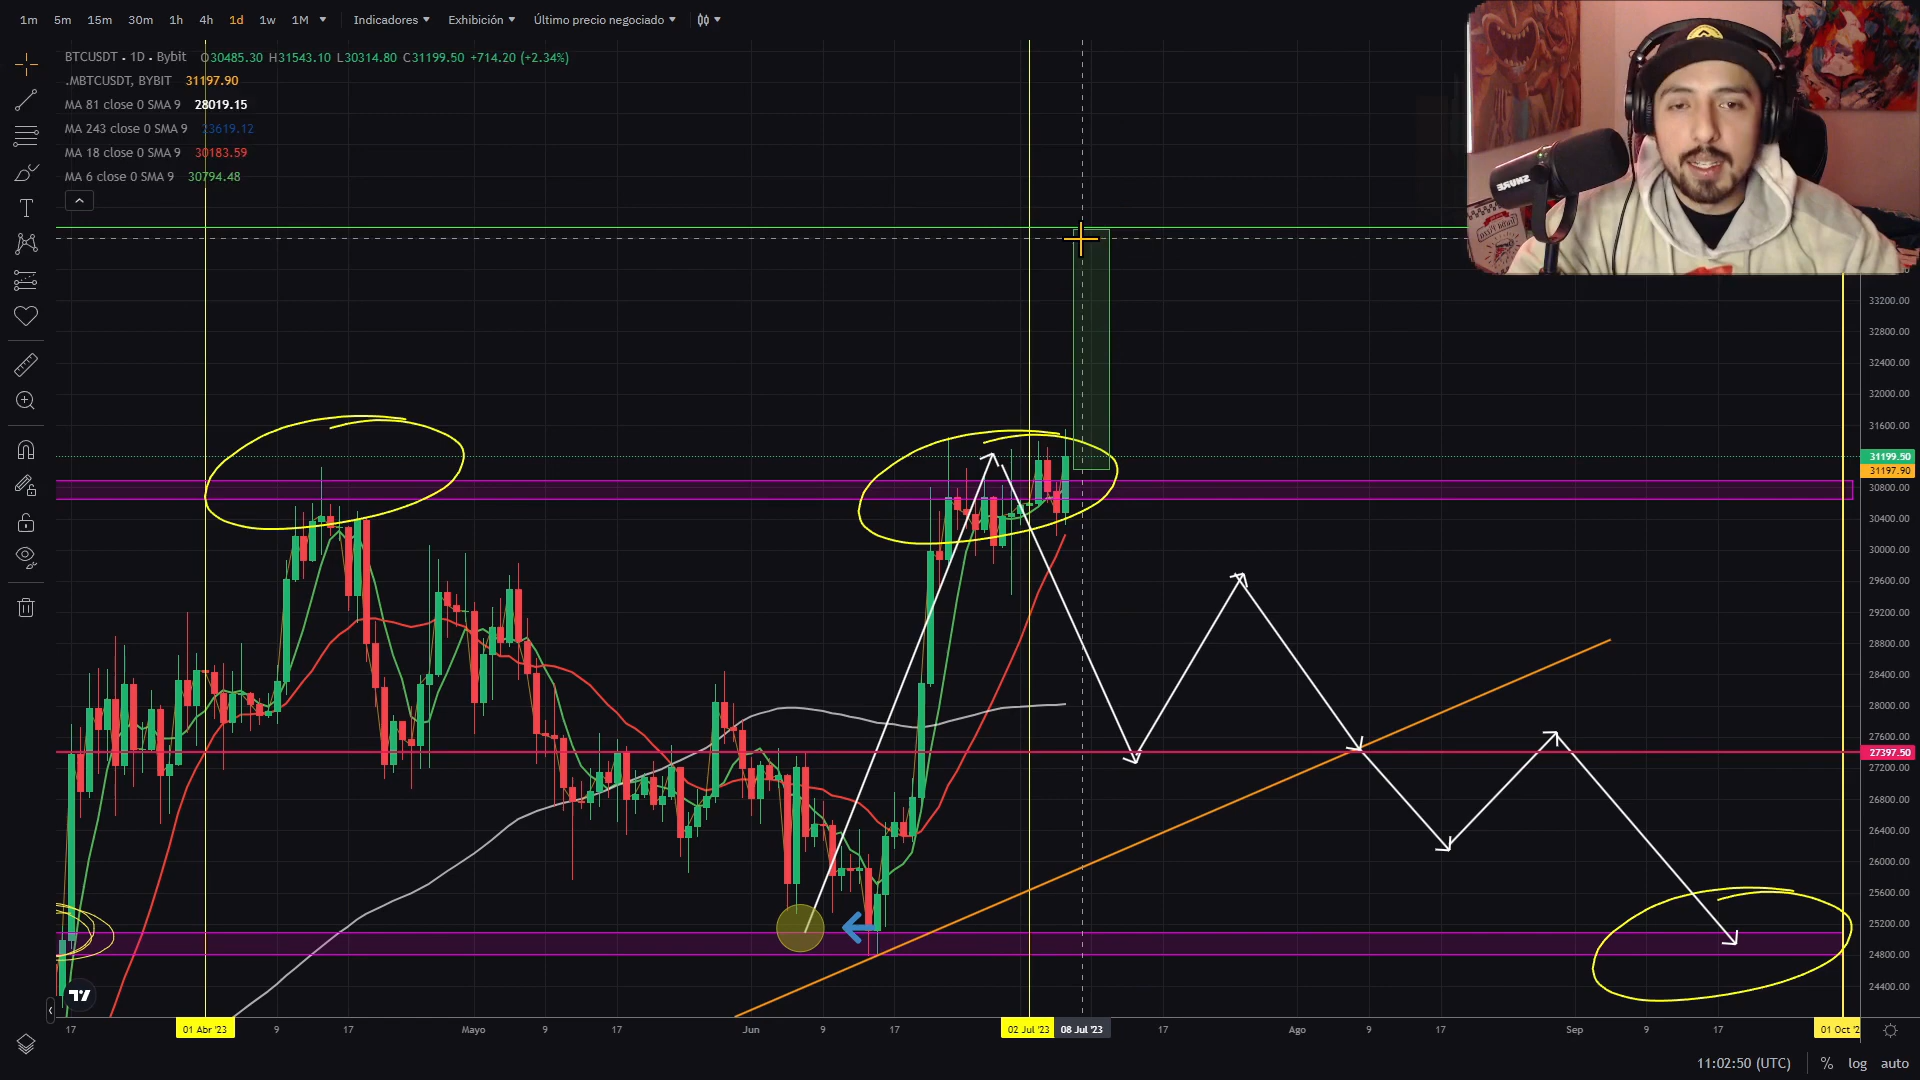 1m 5m 15m 30m 1h 4h 1d 1w 1M Indicadores Exhibición Último precio negociado
BTCUSDT • 1D • Bybit O30485.30 H31543.10 L30314.80 C31199.50 +714.20 (+2.34%)
.MBTCUSDT, BYBIT 31197.90
MA 81 close 0 SMA 9 28019.15
MA 243 close 0 SMA 9 23619.12
MA 18 close 0 SMA 9 30183.59
MA 6 close 0 SMA 9 30794.48
SHURE
33200.00
32800.00
32400.00
32000.00
31600.00
31199.50
31197.90
30800.00
30400.00
30000.00
29600.00
29200.00
28800.00
28400.00
28000.00
27600.00
27397.50
27200.00
26800.00
26400.00
26000.00
25600.00
25200.00
24800.00
24400.00
17 01 Abr '23 9 17 Mayo 9 17 Jun 9 17 02 Jul '23 08 Jul '23 17 Ago 9 17 Sep 9 17 01 Oct '2
11:02:50 (UTC) % log auto